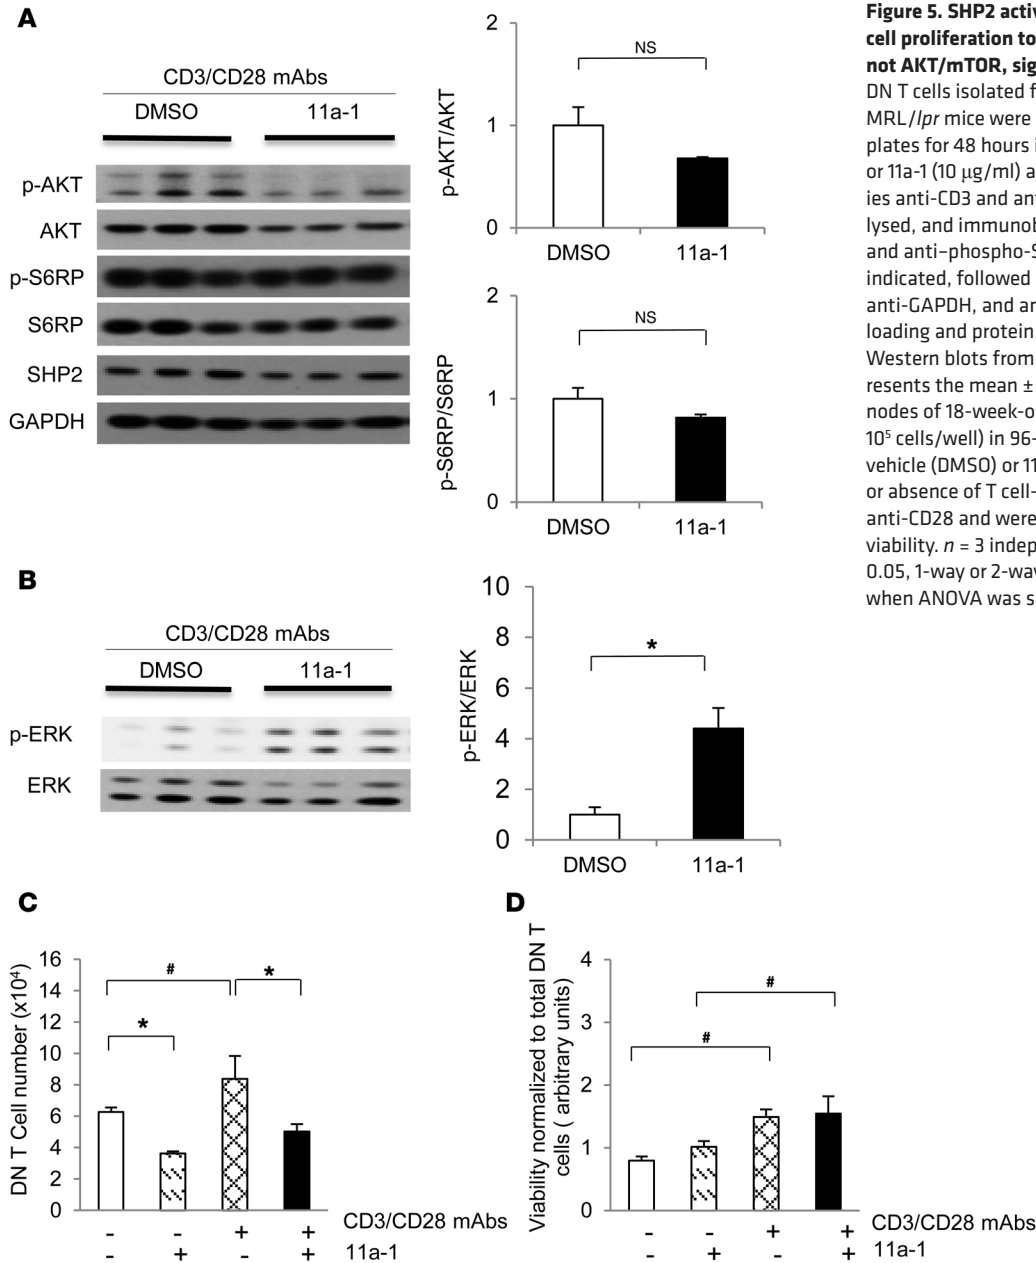 A
CD3/CD28 mAbs
DMSO
11a-1
p-AKT
AKT
p-S6RP
S6RP
SHP2
GAPDH
2
1
0
p-AKT/AKT
NS
DMSO
11a-1
2
1
0
p-S6RP/S6RP
NS
DMSO
11a-1
Figure 5. SHP2 activ
cell proliferation to
not AKT/mTOR, sig
DN T cells isolated f
MRL/lpr mice were
plates for 48 hours i
or 11a-1 (10 μg/ml) a
ies anti-CD3 and an
lysed, and immunob
and anti–phospho-S
indicated, followed
anti-GAPDH, and an
loading and protein
Western blots from
resents the mean ±
nodes of 18-week-o
10⁵ cells/well) in 96-
vehicle (DMSO) or 11
or absence of T cell-
anti-CD28 and were
viability. n = 3 indep
0.05, 1-way or 2-way
when ANOVA was s
B
CD3/CD28 mAbs
DMSO
11a-1
p-ERK
ERK
10
8
6
4
2
0
p-ERK/ERK
*
DMSO
11a-1
C
16
14
12
10
8
6
4
2
0
DN T Cell number (x10⁴)
*
#
*
- - + + CD3/CD28 mAbs
- + - + 11a-1
D
4
3
2
1
0
Viability normalized to total DN T
cells ( arbitrary units)
#
#
- - + + CD3/CD28 mAbs
- + - + 11a-1